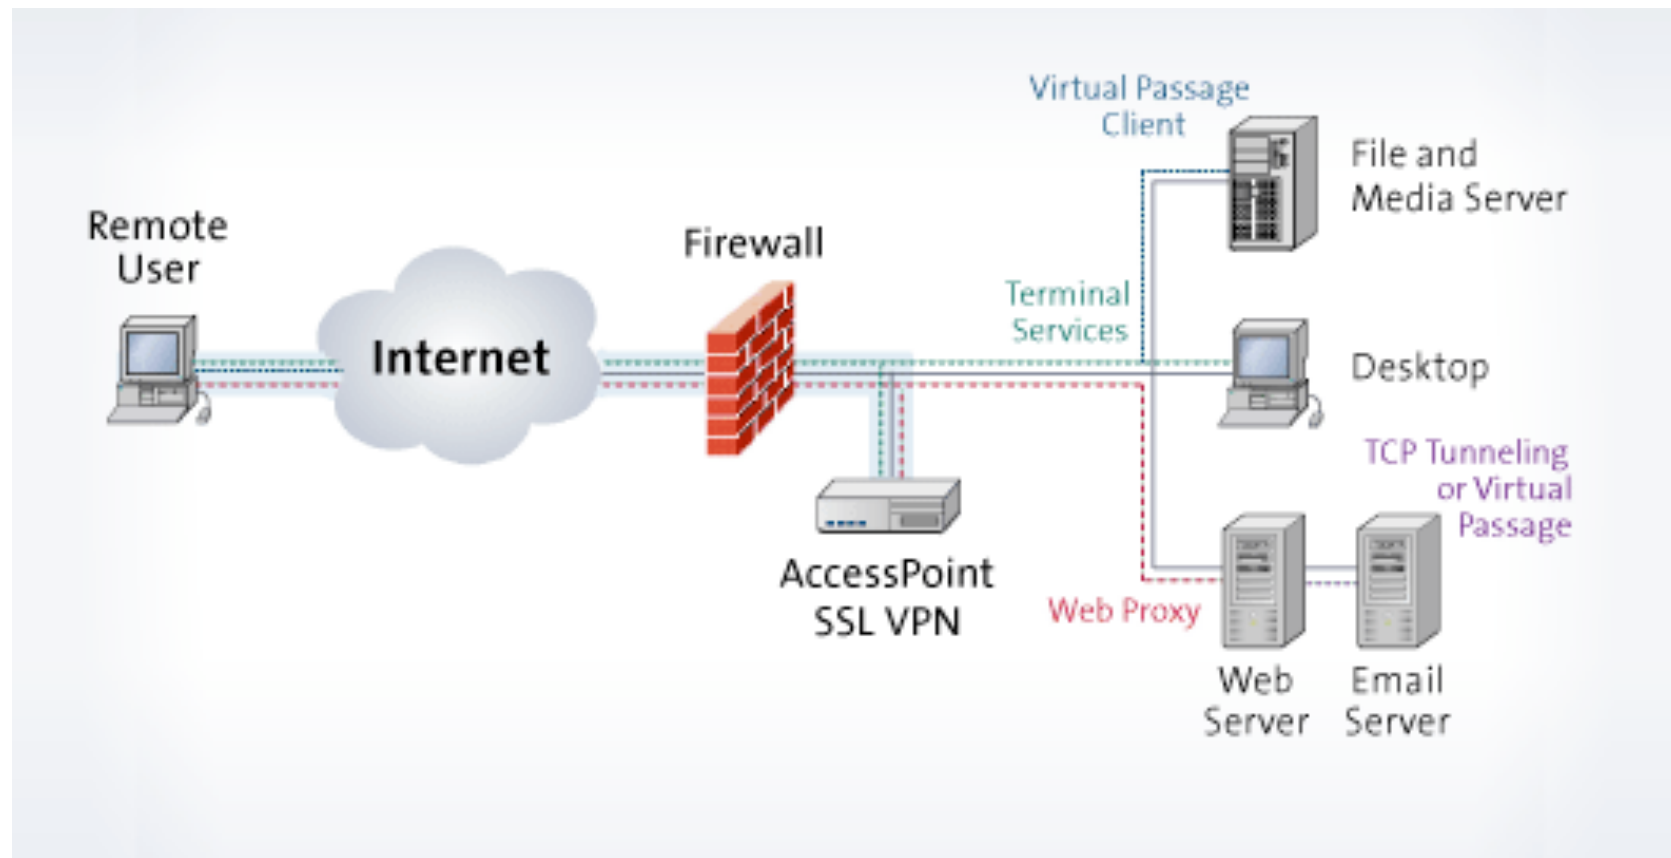 Virtual Passage
Client
File and
Media Server
Remote
User
Firewall
Internet
Terminal
Services
Desktop
TCP Tunneling
or Virtual
Passage
AccessPoint
SSL VPN
Web Proxy
Web
Server
Email
Server